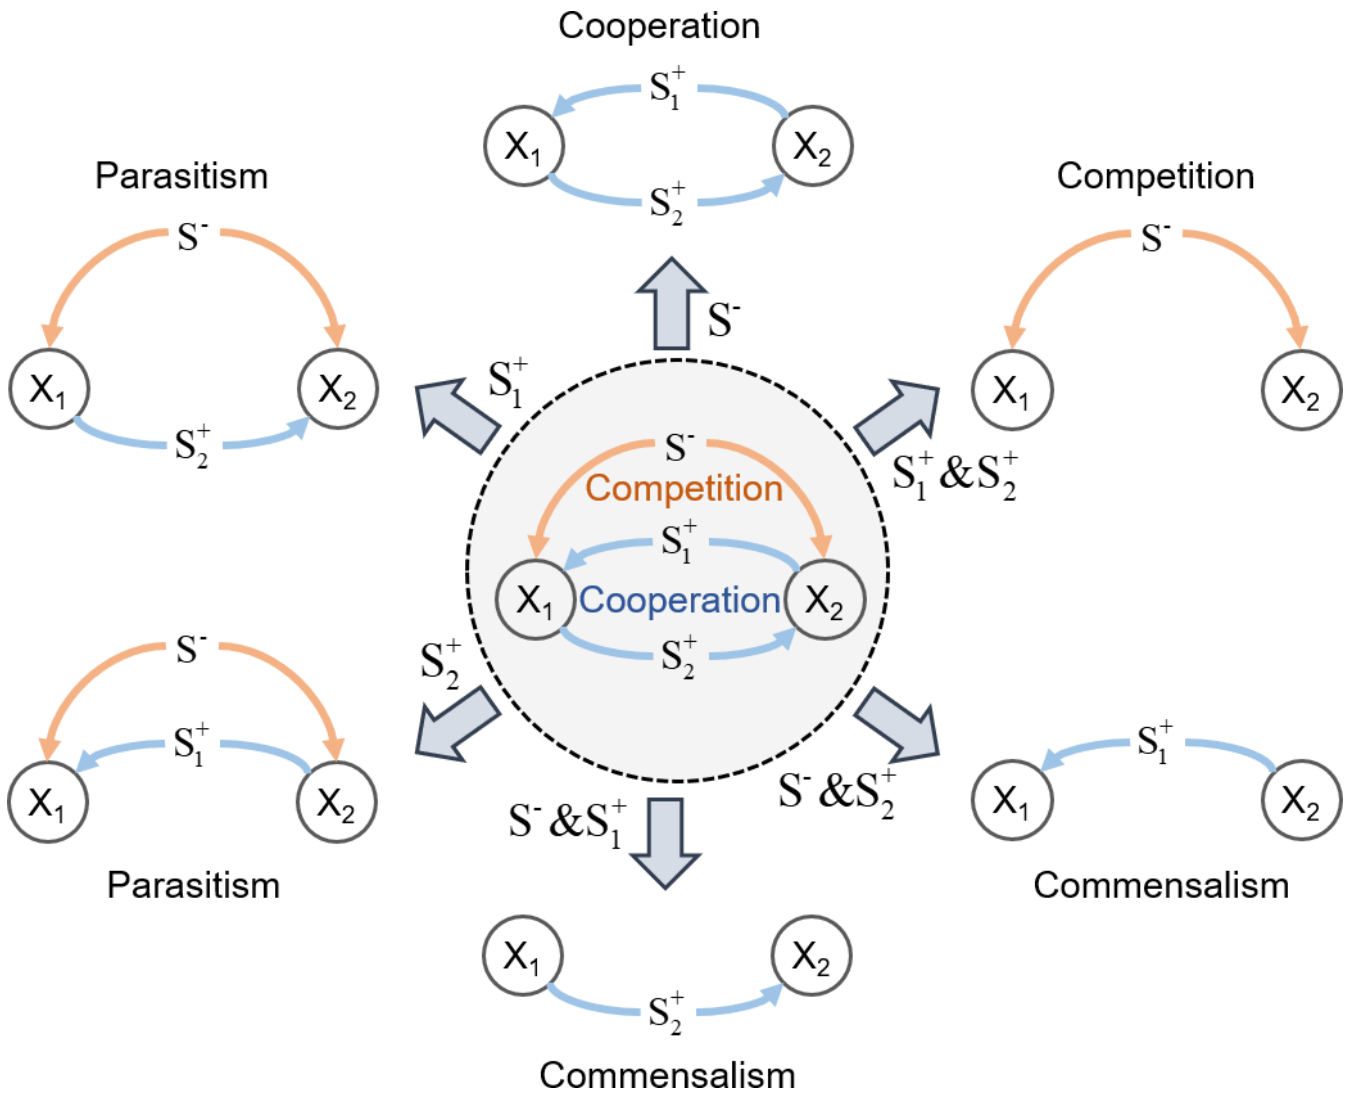 Cooperation
S₁⁺
X₁
X₂
S₂⁺
Parasitism
S⁻
X₁
X₂
S₂⁺
Competition
S⁻
X₁
X₂
S⁻
S₁⁺
S₁⁺ & S₂⁺
S⁻
Competition
S₁⁺
X₁
Cooperation
X₂
S₂⁺
S⁻
S₁⁺
X₁
X₂
Parasitism
S₂⁺
S⁻ & S₂⁺
S⁻ & S₁⁺
S₁⁺
X₁
X₂
Commensalism
X₁
X₂
S₂⁺
Commensalism